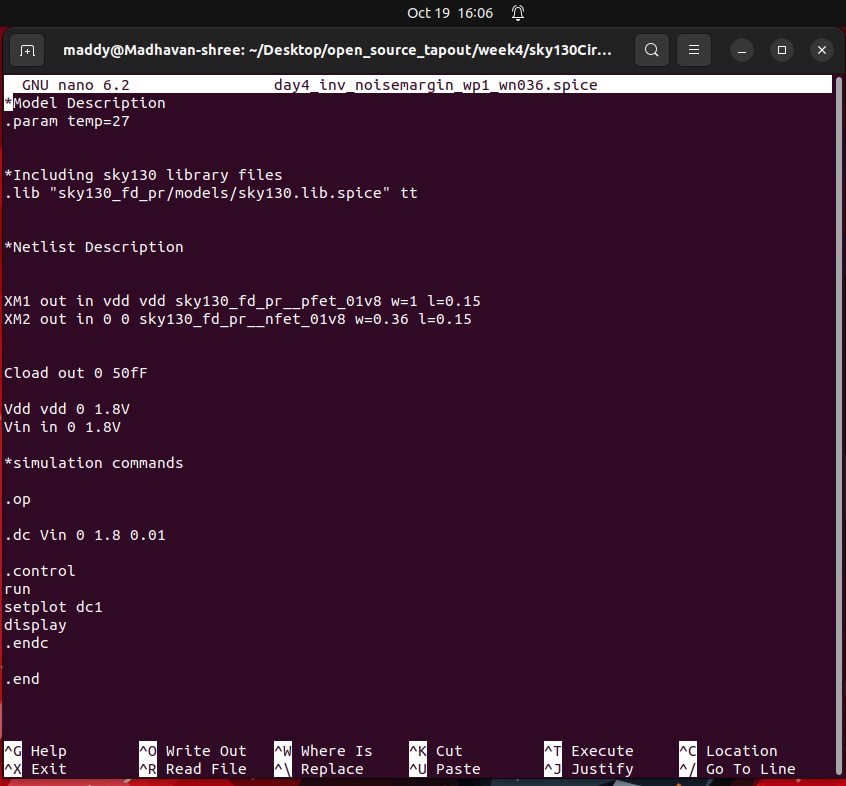 Oct 19 16:06
maddy@Madhavan-shree: ~/Desktop/open_source_tapout/week4/sky130Cir...
GNU nano 6.2 day4_inv_noisemargin_wp1_wn036.spice
*Model Description
.param temp=27
*Including sky130 library files
.lib "sky130_fd_pr/models/sky130.lib.spice" tt
*Netlist Description
XM1 out in vdd vdd sky130_fd_pr__pfet_01v8 w=1 l=0.15
XM2 out in 0 0 sky130_fd_pr__nfet_01v8 w=0.36 l=0.15
Cload out 0 50fF
Vdd vdd 0 1.8V
Vin in 0 1.8V
*simulation commands
.op
.dc Vin 0 1.8 0.01
.control
run
setplot dc1
display
.endc
.end
^G Help ^O Write Out ^W Where Is ^K Cut ^T Execute ^C Location
^X Exit ^R Read File ^\ Replace ^U Paste ^J Justify ^/ Go To Line